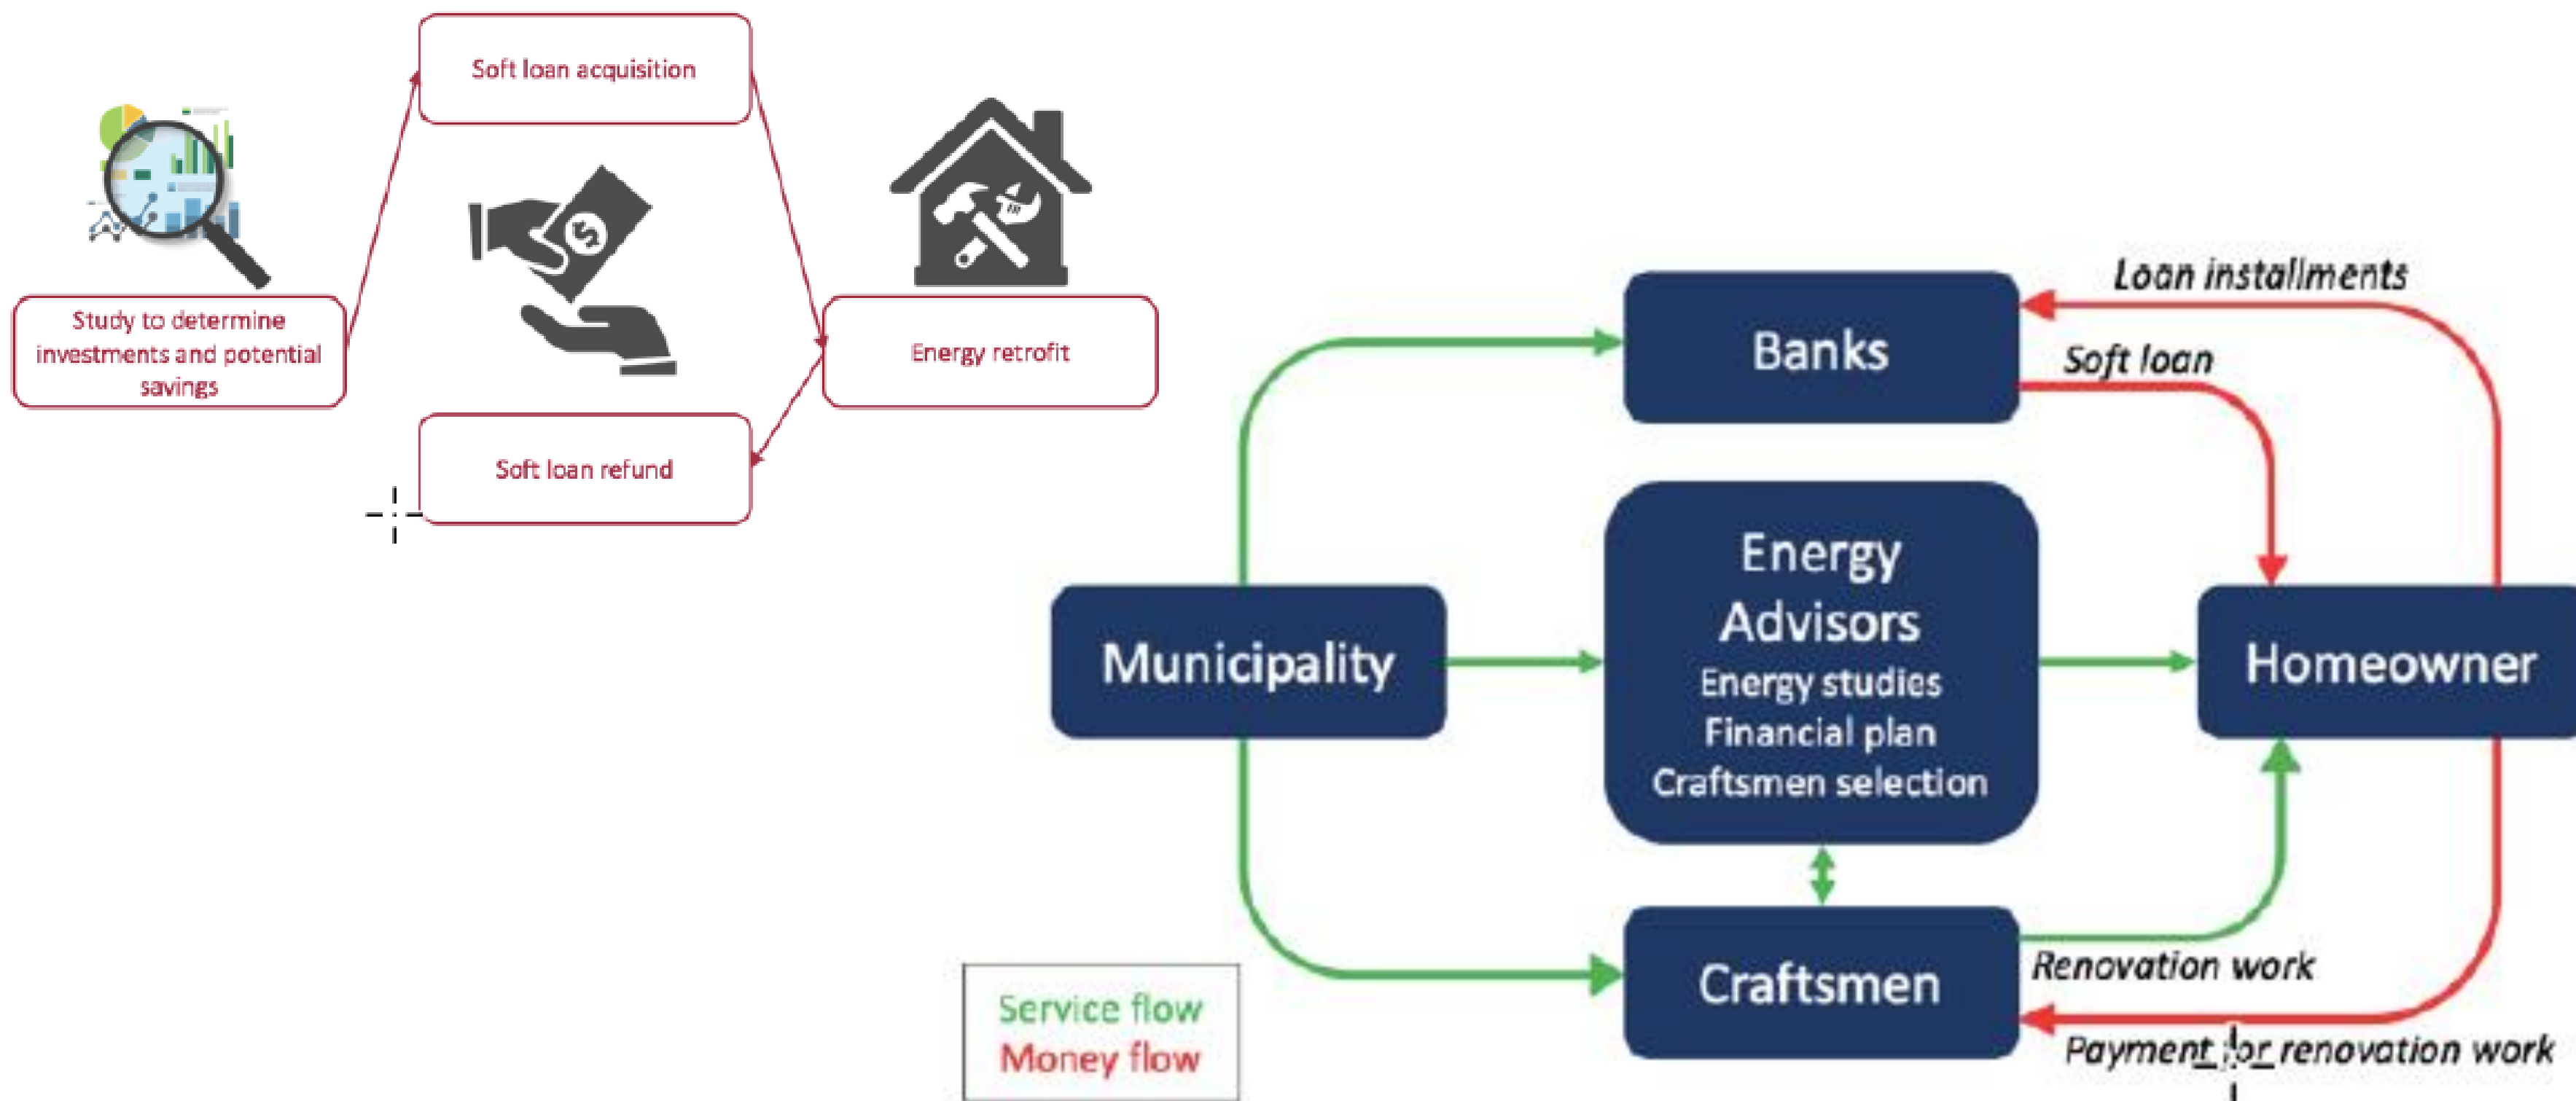 Soft loan acquisition
Study to determine
investments and potential
savings
Energy retrofit
Soft loan refund
Loan installments
Banks
Soft loan
Energy
Advisors
Energy studies
Financial plan
Craftsmen selection
Municipality
Homeowner
Craftsmen
Renovation work
Payment for renovation work
Service flow
Money flow